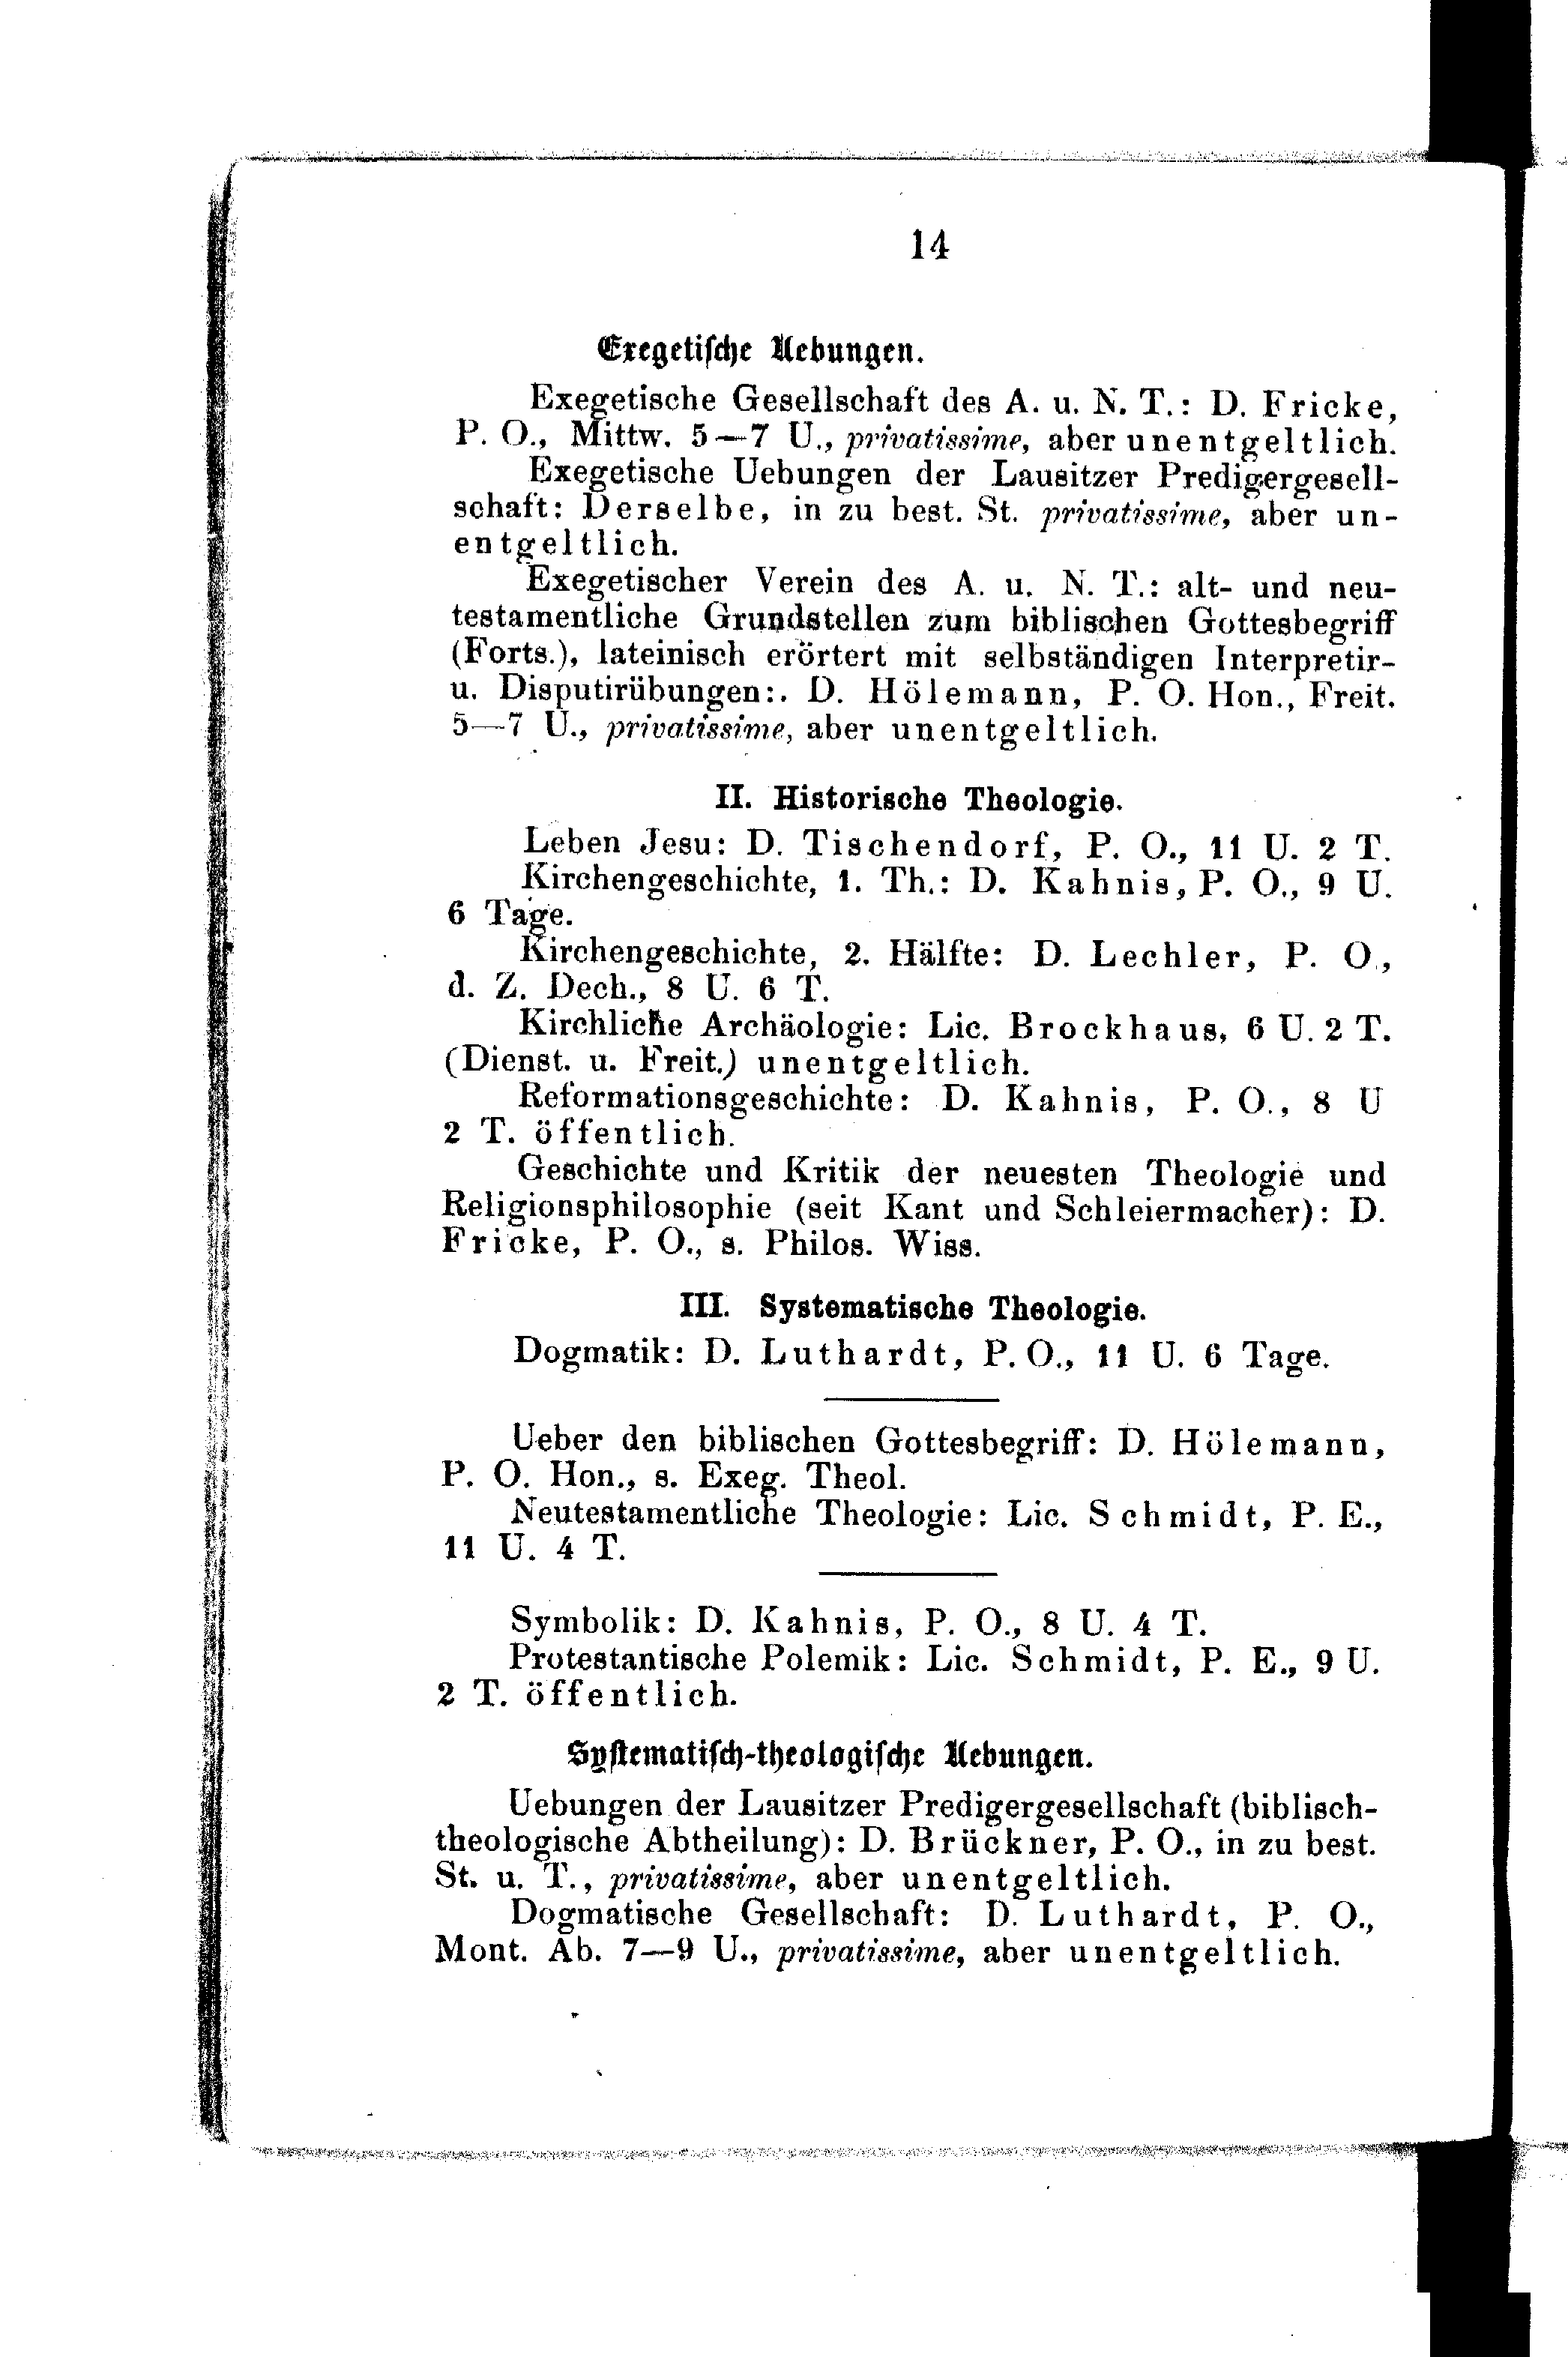 14
Exegetische Uebungen.
Exegetische Gesellschaft des A. u. N. T.: D. Fricke,
P. O., Mittw. 5—7 U., privatissime, aber unentgeltlich.
Exegetische Uebungen der Lausitzer Predigergesell-
schaft: Derselbe, in zu best. St. privatissime, aber un-
entgeltlich.
Exegetischer Verein des A. u. N. T.: alt- und neu-
testamentliche Grundstellen zum biblischen Gottesbegriff
(Forts.), lateinisch erörtert mit selbständigen Interpretir-
u. Disputirübungen:. D. Hölemann, P. O. Hon., Freit.
5—7 U., privatissime, aber unentgeltlich.
II. Historische Theologie.
Leben Jesu: D. Tischendorf, P. O., 11 U. 2 T.
Kirchengeschichte, 1. Th.: D. Kahnis, P. O., 9 U.
6 Tage.
Kirchengeschichte, 2. Hälfte: D. Lechler, P. O.,
d. Z. Dech., 8 U. 6 T.
Kirchliche Archäologie: Lic. Brockhaus, 6 U. 2 T.
(Dienst. u. Freit.) unentgeltlich.
Reformationsgeschichte: D. Kahnis, P. O., 8 U
2 T. öffentlich.
Geschichte und Kritik der neuesten Theologie und
Religionsphilosophie (seit Kant und Schleiermacher): D.
Fricke, P. O., s. Philos. Wiss.
III. Systematische Theologie.
Dogmatik: D. Luthardt, P. O., 11 U. 6 Tage.
Ueber den biblischen Gottesbegriff: D. Hölemann,
P. O. Hon., s. Exeg. Theol.
Neutestamentliche Theologie: Lic. Schmidt, P. E.,
11 U. 4 T.
Symbolik: D. Kahnis, P. O., 8 U. 4 T.
Protestantische Polemik: Lic. Schmidt, P. E., 9 U.
2 T. öffentlich.
Systematisch-theologische Uebungen.
Uebungen der Lausitzer Predigergesellschaft (biblisch-
theologische Abtheilung): D. Brückner, P. O., in zu best.
St. u. T., privatissime, aber unentgeltlich.
Dogmatische Gesellschaft: D. Luthardt, P. O.,
Mont. Ab. 7—9 U., privatissime, aber unentgeltlich.